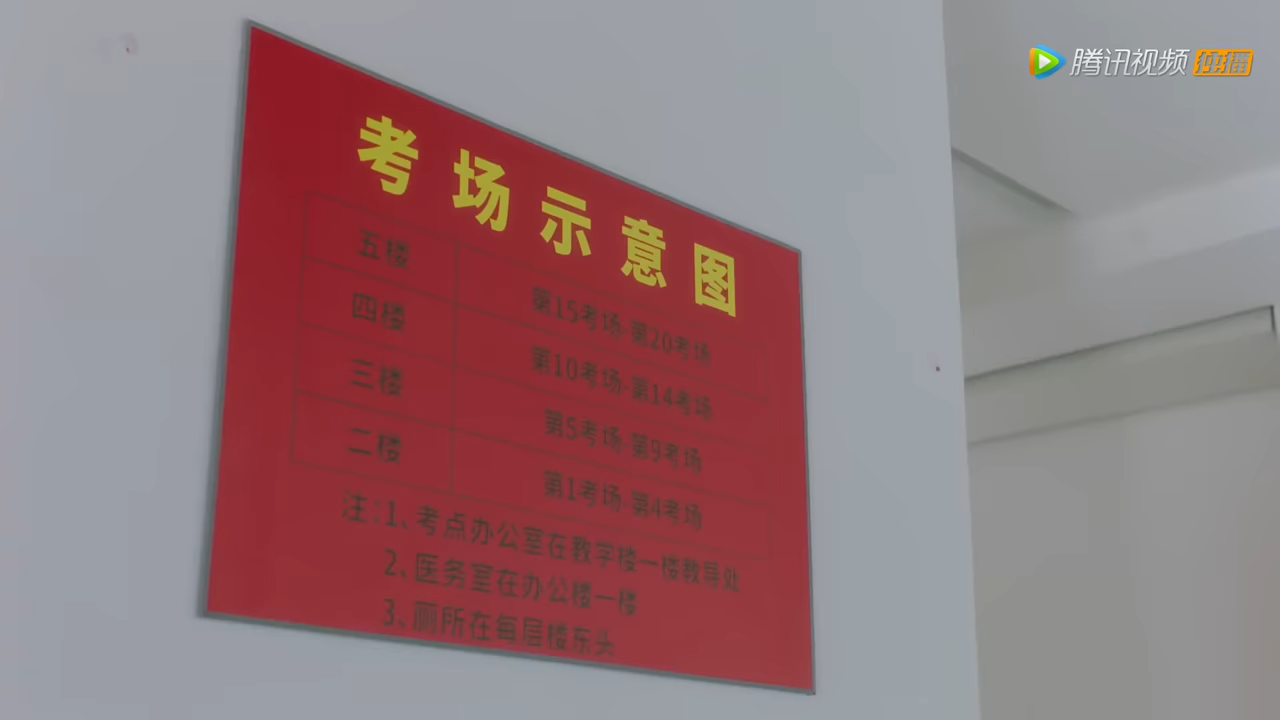 腾讯视频 独播
考场示意图
五楼 第15考场-第20考场
四楼 第10考场-第14考场
三楼 第5考场-第9考场
二楼 第1考场-第4考场
注:1、考点办公室在教学楼一楼教导处
2、医务室在办公楼一楼
3、厕所在每层楼东头